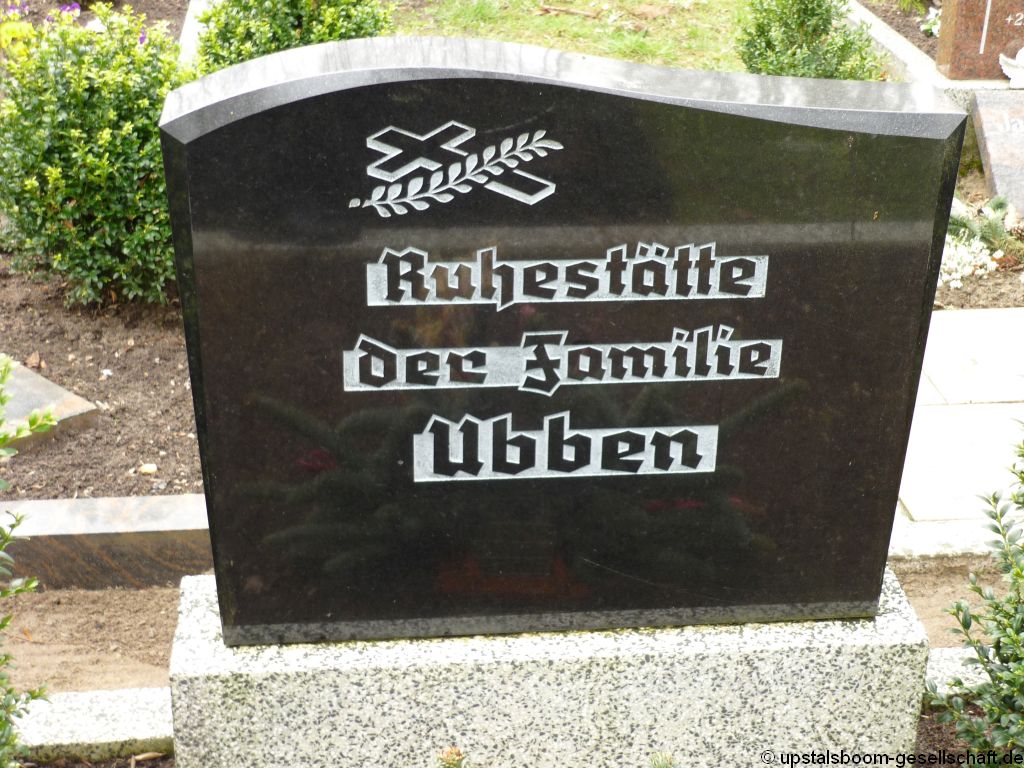 Ruhestätte
der Familie
Ubben
© upstalsboom-gesellschaft.de